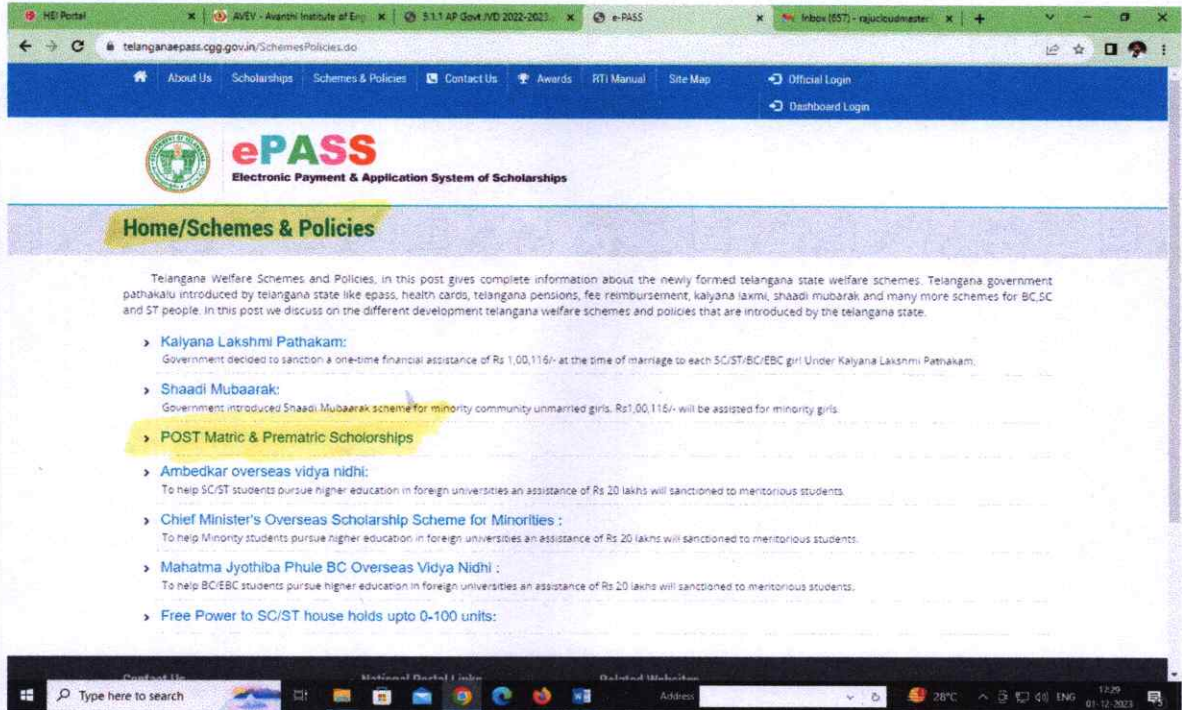 HEI Portal
AVEV - Avanthi Institute of Eng
5.1.1 AP Govt JVD 2022-2023
e-PASS
Inbox (657) - rajucloudmaster
telanganaepass.cgg.gov.in/SchemesPolicies.do
About Us Scholarships Schemes & Policies Contact Us Awards RTI Manual Site Map Official Login
Dashboard Login
ePASS
Electronic Payment & Application System of Scholarships
Home/Schemes & Policies
Telangana Welfare Schemes and Policies, in this post gives complete information about the newly formed telangana state welfare schemes. Telangana government
pathakalu introduced by telangana state like epass, health cards, telangana pensions, fee reimbursement, kalyana laxmi, shaadi mubarak and many more schemes for BC,SC
and ST people. In this post we discuss on the different development telangana welfare schemes and policies that are introduced by the telangana state.
Kalyana Lakshmi Pathakam:
Government decided to sanction a one-time financial assistance of Rs 1,00,116/- at the time of marriage to each SC/ST/BC/EBC girl Under Kalyana Lakshmi Pathakam.
Shaadi Mubaarak:
Government introduced Shaadi Mubaarak scheme for minority community unmarried girls. Rs1,00,116/- will be assisted for minority girls.
POST Matric & Prematric Scholorships
Ambedkar overseas vidya nidhi:
To help SC/ST students pursue higher education in foreign universities an assistance of Rs 20 lakhs will sanctioned to meritorious students.
Chief Minister's Overseas Scholarship Scheme for Minorities :
To help Minority students pursue higher education in foreign universities an assistance of Rs 20 lakhs will sanctioned to meritorious students.
Mahatma Jyothiba Phule BC Overseas Vidya Nidhi :
To help BC/EBC students pursue higher education in foreign universities an assistance of Rs 20 lakhs will sanctioned to meritorious students.
Free Power to SC/ST house holds upto 0-100 units:
Contact Us National Portal Links Related Websites
Type here to search
Address
28°C
ENG
17:29
01-12-2023